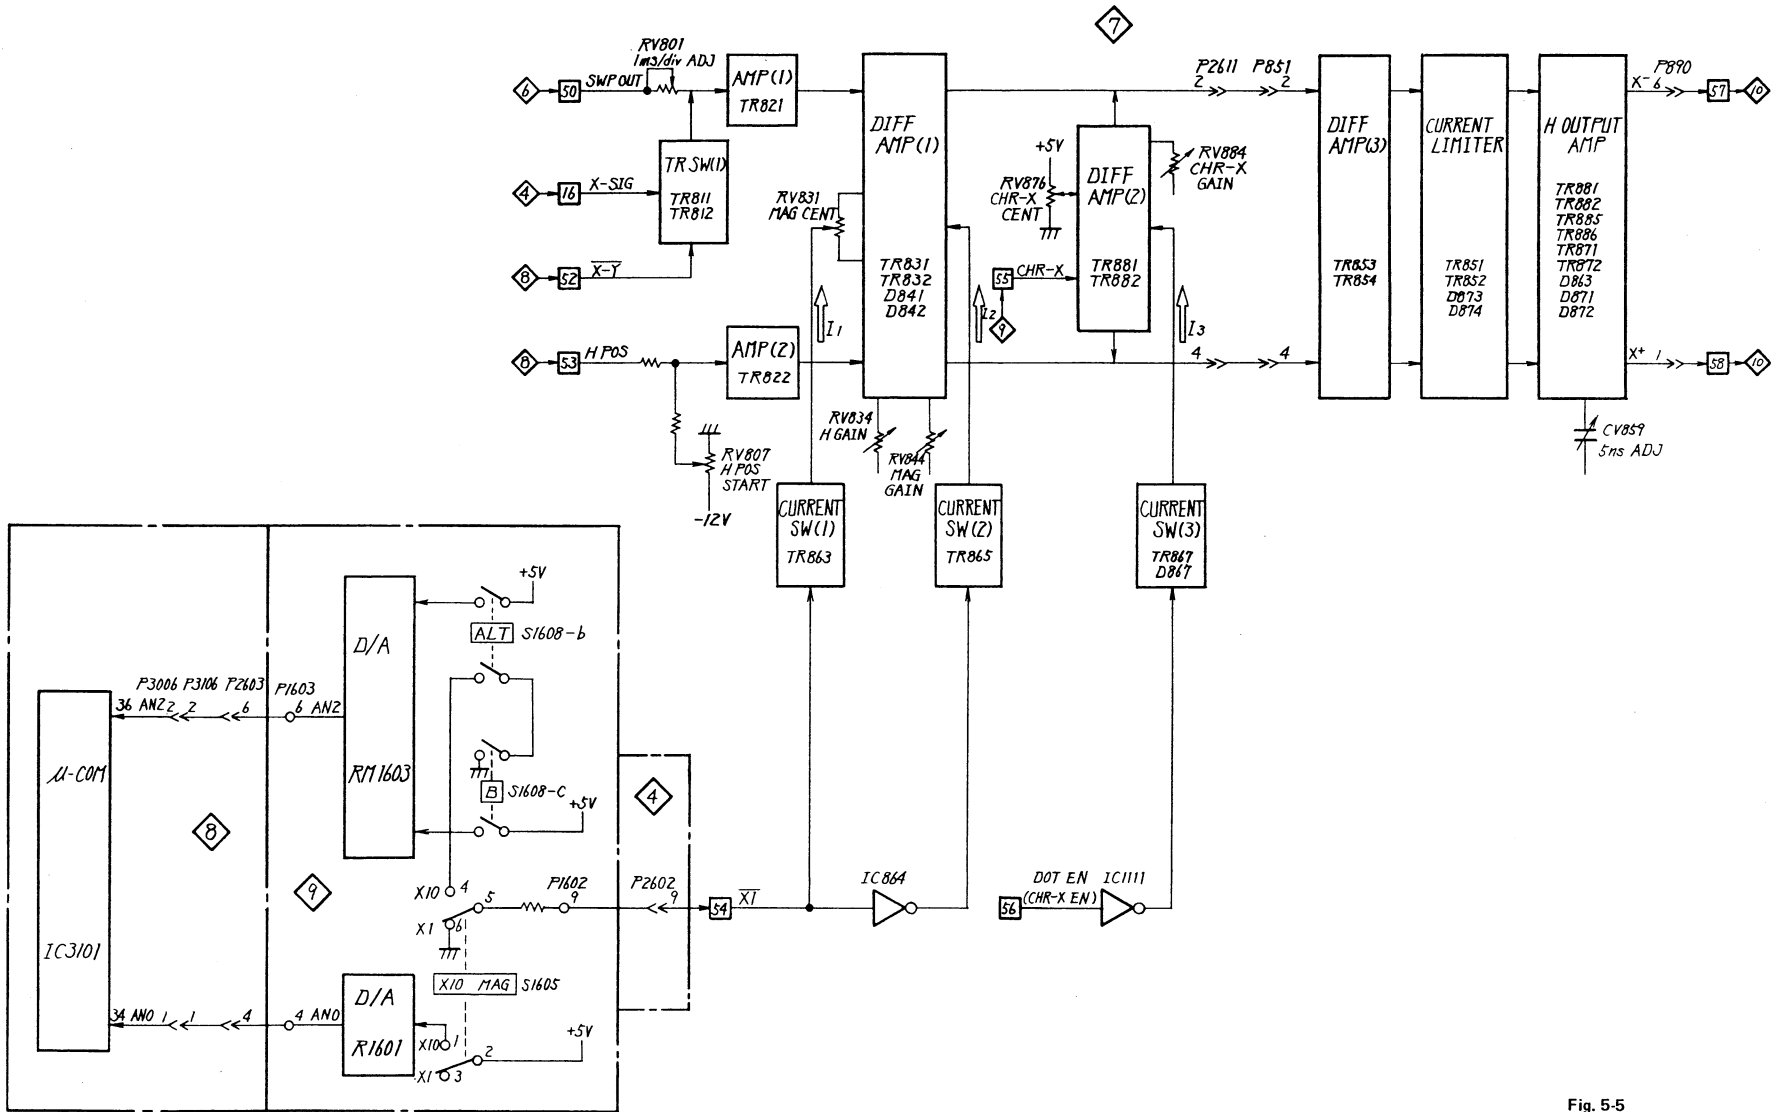 7
RV801
1ms/div ADJ
6
50
SWP OUT
AMP(1)
TR821
4
16
X-SIG
TR SW(1)
TR811
TR812
8
52
X-Y
8
53
H POS
AMP(2)
TR822
RV807
H POS
START
-12V
DIFF
AMP(1)
TR831
TR832
D841
D842
RV831
MAG CENT
I1
RV834
H GAIN
RV844
MAG
GAIN
I2
+5V
RV876
CHR-X
CENT
DIFF
AMP(2)
TR881
TR882
RV884
CHR-X
GAIN
55
CHR-X
9
I3
P2611 P851
2 2
4 4
DIFF
AMP(3)
TR853
TR854
CURRENT
LIMITER
TR851
TR852
D873
D874
H OUTPUT
AMP
TR881
TR882
TR885
TR886
TR871
TR872
D863
D871
D872
X- 6 P890
57
10
X+ 1
58
10
CV859
5ns ADJ
CURRENT
SW(1)
TR863
CURRENT
SW(2)
TR865
CURRENT
SW(3)
TR867
D867
+5V
D/A
RM1603
ALT S1608-b
P3006 P3106 P2603 P1603
36 AN2 2 2 6 6 AN2
μ-COM
IC3101
B S1608-C
+5V
8
9
4
X10 4
5
X1 6
P1602
9
P2602
9
54
X1
IC864
DOT EN IC1111
56
(CHR-X EN)
X10 MAG S1605
34 AN0 1 1 4 4 AN0
D/A
R1601
X10 1
2
X1 3
+5V
Fig. 5-5